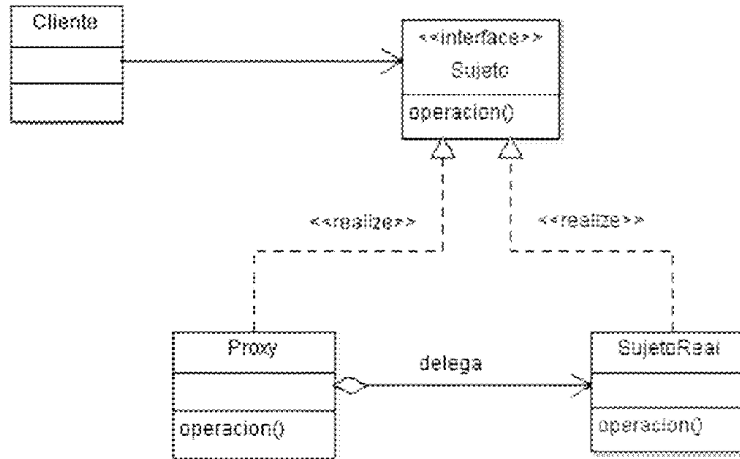 Cliente
<<interface>>
Sujeto
operacion()
<<realize>>
<<realize>>
Proxy
delega
SujetoReal
operacion()
operacion()